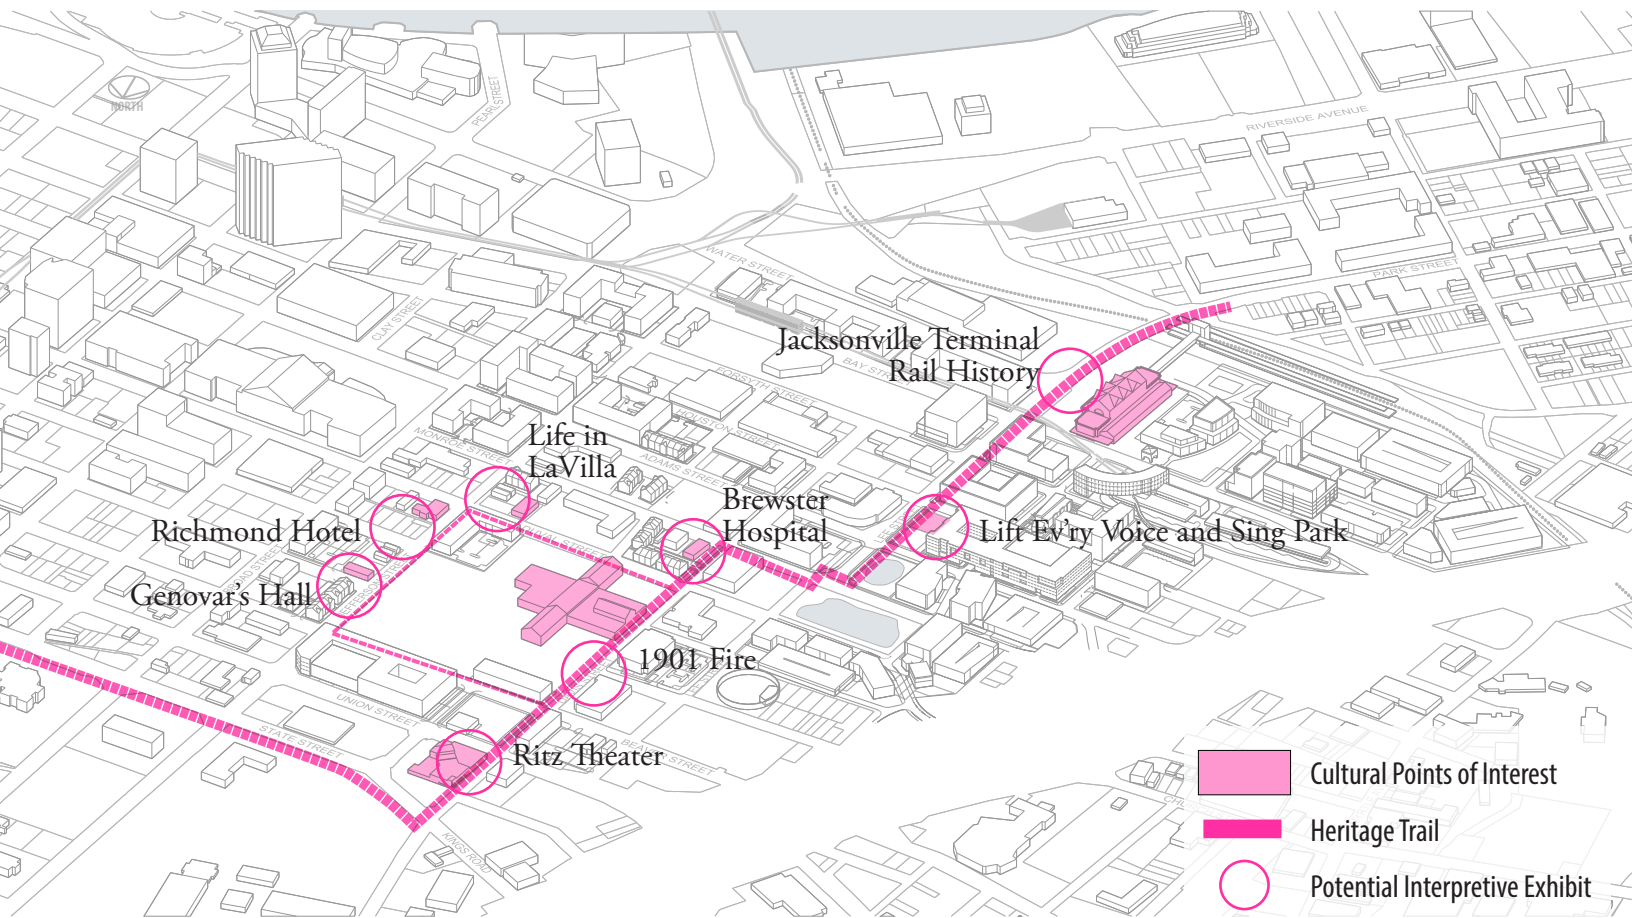 NORTH
PEARL STREET
RIVERSIDE AVENUE
WATER STREET
PARK STREET
CLAY STREET
Jacksonville Terminal
Rail History
BAY STR
FORSYTH STREET
HOUSTON STREET
MONROE STREET
ADAMS STREET
Life in
LaVilla
Brewster
Hospital
Richmond Hotel
Lift Ev'ry Voice and Sing Park
Genovar's Hall
1901 Fire
UNION STREET
STATE STREET
Ritz Theater
BEAVER STREET
KINGS ROAD
Cultural Points of Interest
Heritage Trail
Potential Interpretive Exhibit